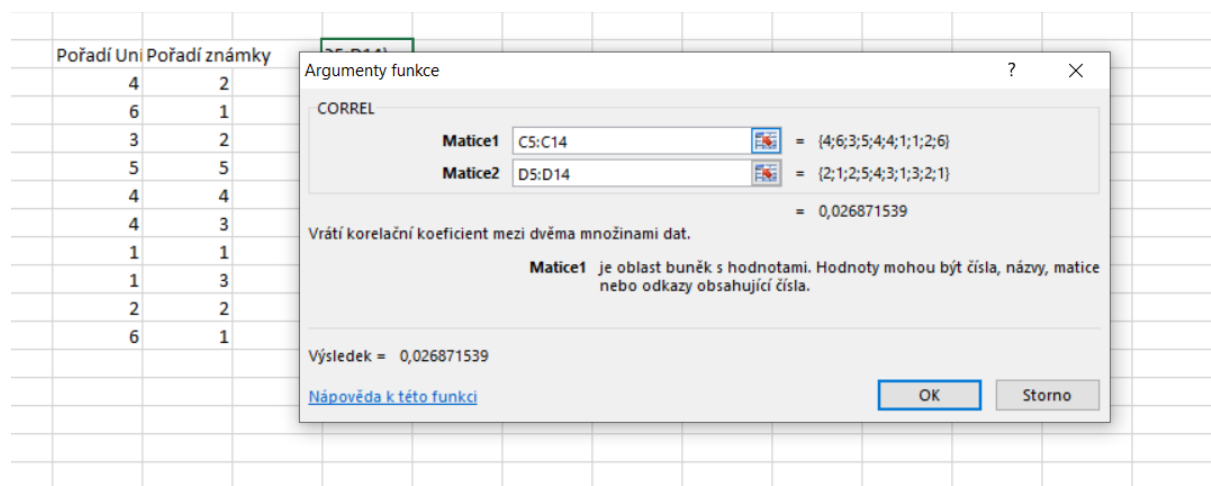 Pořadí Uni Pořadí známky
4 2
6 1
3 2
5 5
4 4
4 3
1 1
1 3
2 2
6 1
Argumenty funkce ? ×
CORREL
Matice1 C5:C14 = {4;6;3;5;4;4;1;1;2;6}
Matice2 D5:D14 = {2;1;2;5;4;3;1;3;2;1}
= 0,026871539
Vrátí korelační koeficient mezi dvěma množinami dat.
Matice1 je oblast buněk s hodnotami. Hodnoty mohou být čísla, názvy, matice
nebo odkazy obsahující čísla.
Výsledek = 0,026871539
Nápověda k této funkci OK Storno